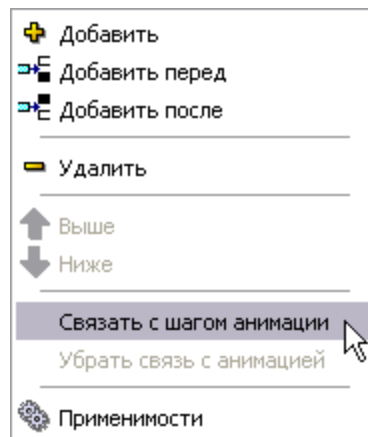 Добавить
Добавить перед
Добавить после
Удалить
Выше
Ниже
Связать с шагом анимации
Убрать связь с анимацией
Применимости